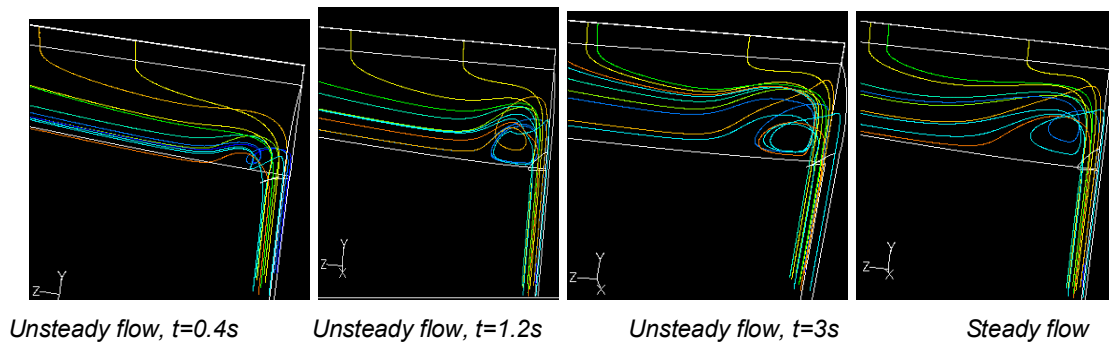 Y
Z
Y
Z
X
Y
Z
X
Y
Z
X
Unsteady flow, t=0.4s
Unsteady flow, t=1.2s
Unsteady flow, t=3s
Steady flow